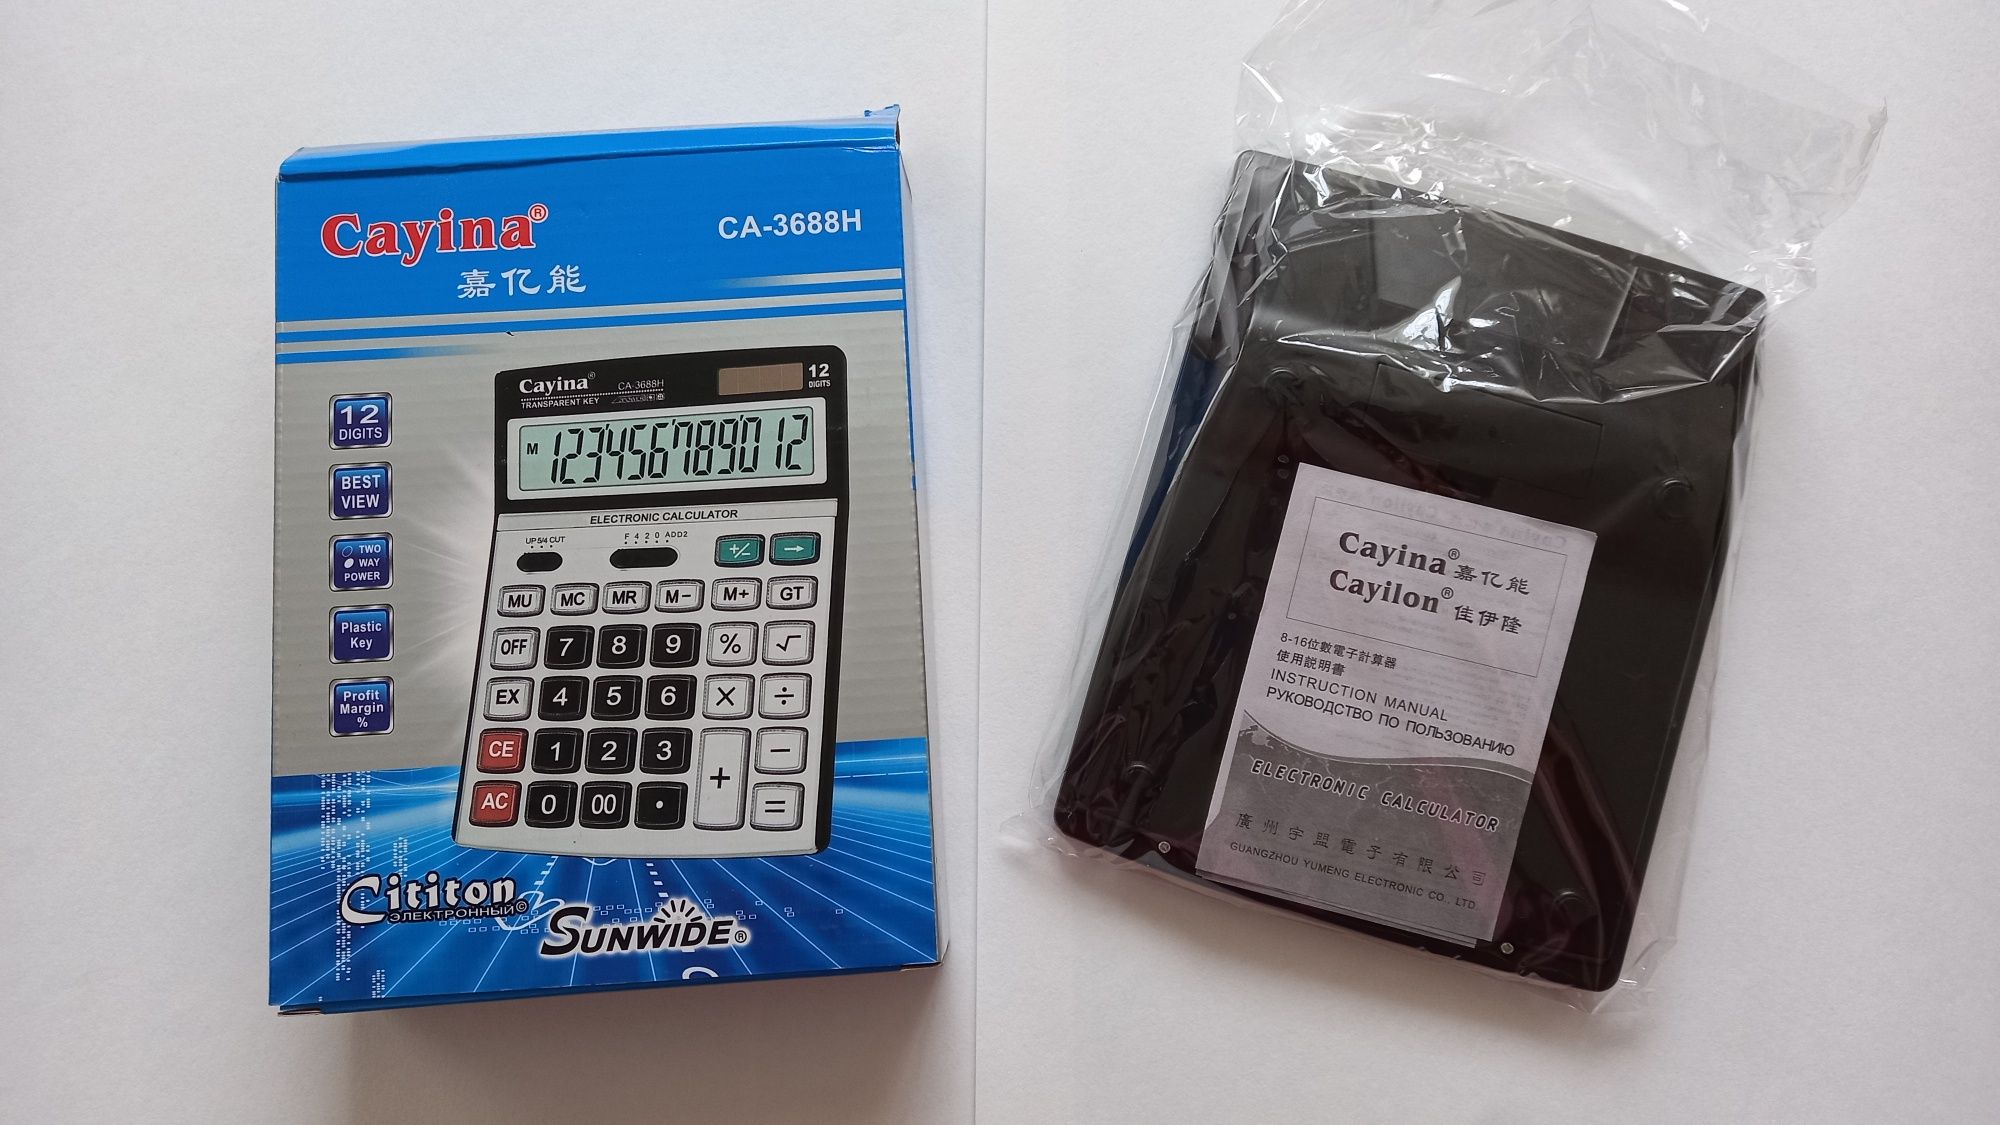 Cayina®
嘉亿能
CA-3688H
12
DIGITS
BEST
VIEW
TWO
WAY
POWER
Plastic
Key
Profit
Margin
%
Cayina®
CA-3688H
TRANSPARENT KEY
12
DIGITS
M 123'456'789'012
ELECTRONIC CALCULATOR
UP 5/4 CUT
F 4 2 0 ADD2
+/− →
MU MC MR M− M+ GT
OFF 7 8 9 % √
EX 4 5 6 × ÷
CE 1 2 3 + −
AC 0 00 • =
Cititon
ЭЛЕКТРОННЫЙ©
SUNWIDE®
Cayina® 嘉亿能
Cayilon® 佳伊隆
8-16位數電子計算器
使用説明書
INSTRUCTION MANUAL
РУКОВОДСТВО ПО ПОЛЬЗОВАНИЮ
ELECTRONIC CALCULATOR
廣州宇盟電子有限公司
GUANGZHOU YUMENG ELECTRONIC CO., LTD.